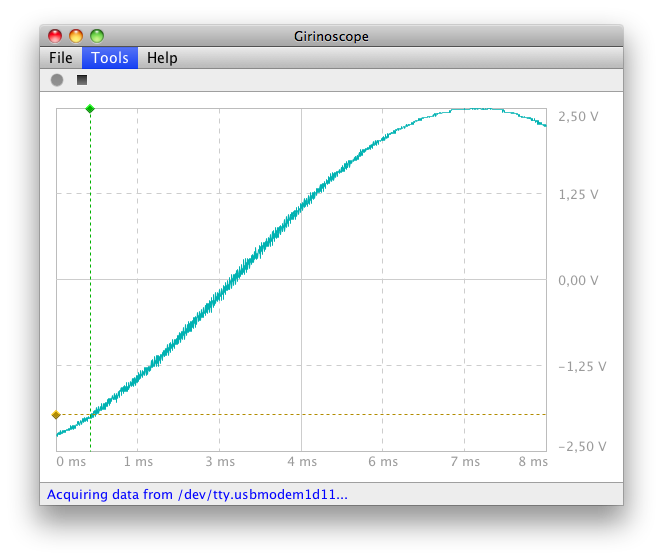 Girinoscope
File Tools Help
2,50 V
1,25 V
0,00 V
−1,25 V
−2,50 V
0 ms 1 ms 3 ms 4 ms 6 ms 7 ms 8 ms
Acquiring data from /dev/tty.usbmodem1d11...